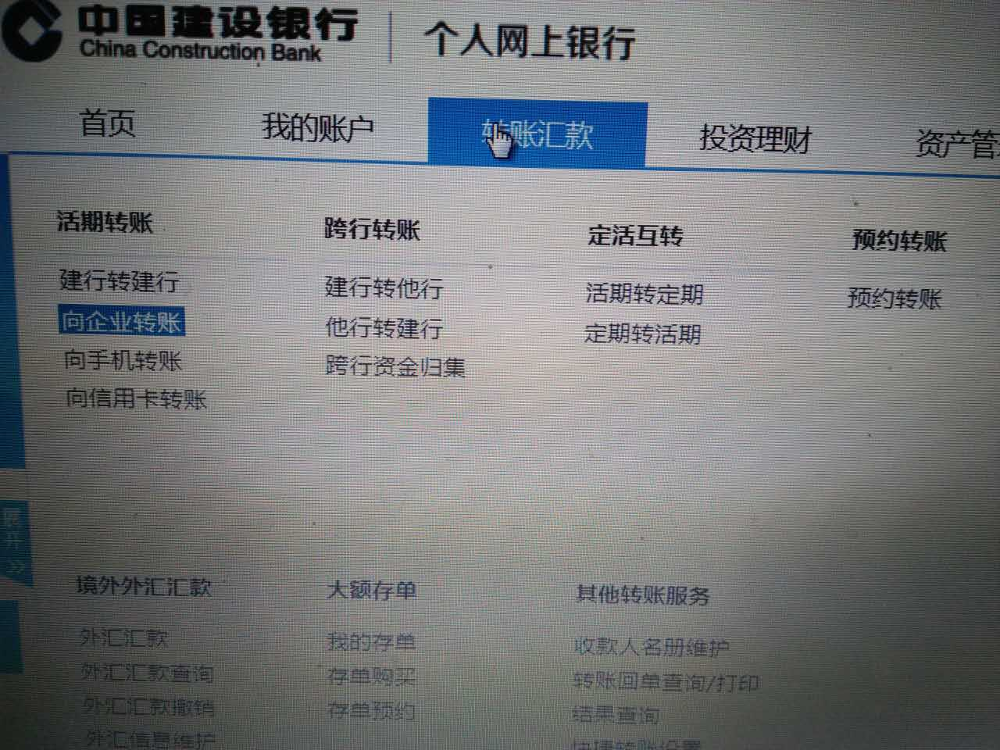 中国建设银行
China Construction Bank
个人网上银行
首页
我的账户
转账汇款
投资理财
资产管
活期转账
建行转建行
向企业转账
向手机转账
向信用卡转账
跨行转账
建行转他行
他行转建行
跨行资金归集
定活互转
活期转定期
定期转活期
预约转账
预约转账
展开
境外外汇汇款
外汇汇款
外汇汇款查询
外汇汇款撤销
外汇信息维护
大额存单
我的存单
存单购买
存单预约
其他转账服务
收款人名册维护
转账回单查询/打印
结果查询
快捷转账设置